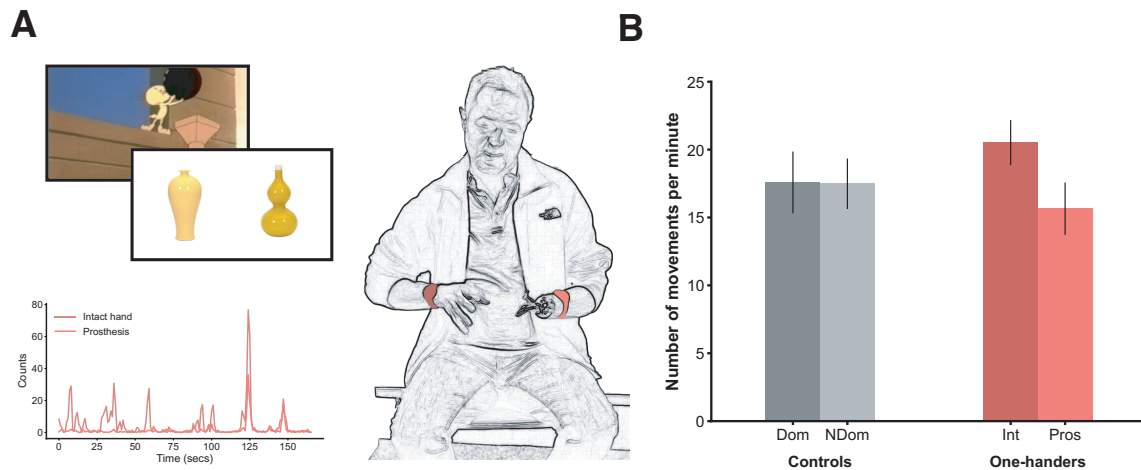 A
B
Intact hand
Prosthesis
80
60
40
20
0
Counts
0 25 50 75 100 125 150
Time (secs)
Number of movements per minute
25
20
15
10
5
0
Dom NDom
Int Pros
Controls
One-handers